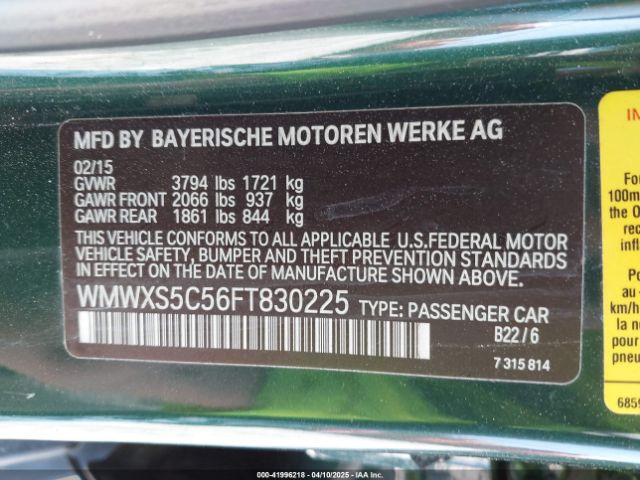 MFD BY BAYERISCHE MOTOREN WERKE AG
02/15
GVWR 3794 lbs 1721 kg
GAWR FRONT 2066 lbs 937 kg
GAWR REAR 1861 lbs 844 kg
THIS VEHICLE CONFORMS TO ALL APPLICABLE U.S.FEDERAL MOTOR
VEHICLE SAFETY, BUMPER AND THEFT PREVENTION STANDARDS
IN EFFECT ON THE DATE OF MANUFACTURE SHOWN ABOVE.
WMWXS5C56FT830225 TYPE: PASSENGER CAR
B22/6
7 315 814
For
100m
the O
rec
infl
Po
au
km/h
la n
pour
pneu
685
000-41996218 - 04/10/2025 - IAA Inc.